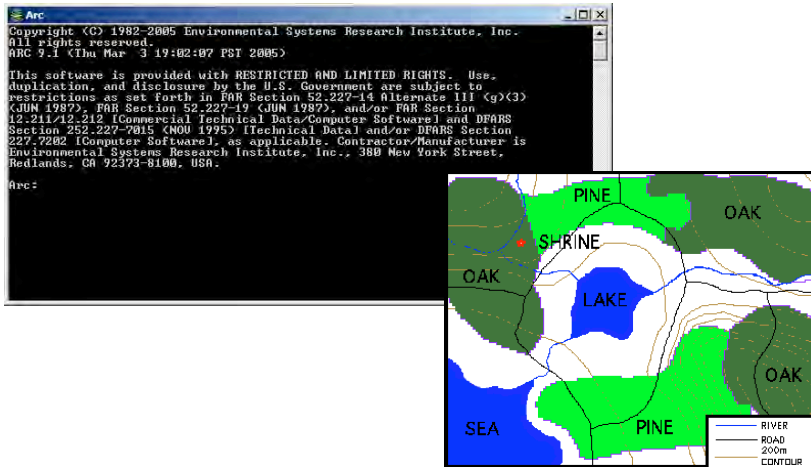 Arc
Copyright (C) 1982-2005 Environmental Systems Research Institute, Inc.
All rights reserved.
ARC 9.1 (Thu Mar  3 19:02:07 PST 2005)
This software is provided with RESTRICTED AND LIMITED RIGHTS.  Use,
duplication, and disclosure by the U.S. Government are subject to
restrictions as set forth in FAR Section 52.227-14 Alternate III (g)(3)
(JUN 1987), FAR Section 52.227-19 (JUN 1987), and/or FAR Section
12.211/12.212 [Commercial Technical Data/Computer Software] and DFARS
Section 252.227-7015 (NOV 1995) [Technical Data] and/or DFARS Section
227.7202 [Computer Software], as applicable. Contractor/Manufacturer is
Environmental Systems Research Institute, Inc., 380 New York Street,
Redlands, CA 92373-8100, USA.
Arc:
PINE
OAK
SHRINE
OAK
LAKE
OAK
SEA
PINE
RIVER
ROAD
200m
CONTOUR